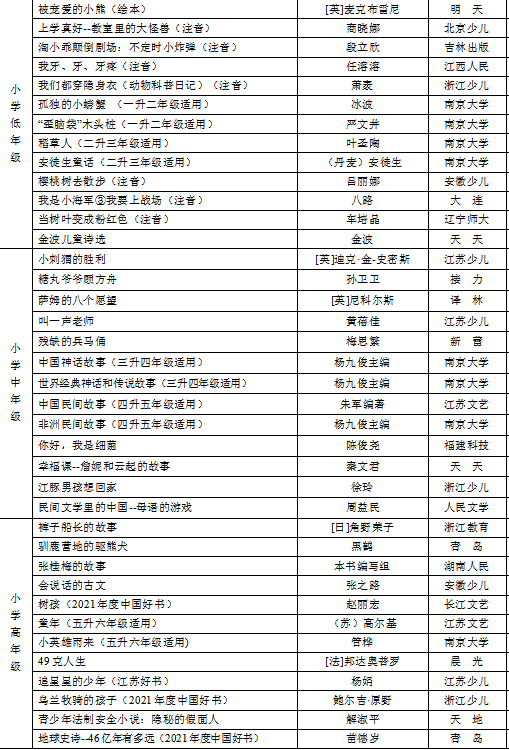 小学低年级
被宠爱的小熊（绘本） [英]麦克布雷尼 明 天
上学真好--教室里的大怪兽（注音） 商晓娜 北京少儿
淘小乖颠倒剧场：不定时小炸弹（注音） 段立欣 吉林出版
我牙、牙、牙疼（注音） 任溶溶 江西人民
我们都穿隐身衣（动物科普日记）（注音） 萧袤 浙江少儿
孤独的小螃蟹 （一升二年级适用） 冰波 南京大学
“歪脑袋”木头桩（一升二年级适用） 严文井 南京大学
稻草人（二升三年级适用） 叶圣陶 南京大学
安徒生童话（二升三年级适用） （丹麦）安徒生 南京大学
樱桃树去散步（注音） 吕丽娜 安徽少儿
我是小海军②我要上战场（注音） 八路 大 连
当树叶变成粉红色（注音） 车培晶 辽宁师大
金波儿童诗选 金波 天 天
小学中年级
小刺猬的胜利 [英]迪克·金-史密斯 江苏少儿
糖丸爷爷顾方舟 孙卫卫 接 力
萨姆的八个愿望 [英]尼科尔斯 译 林
叫一声老师 黄蓓佳 江苏少儿
残缺的兵马俑 梅思繁 新 蕾
中国神话故事（三升四年级适用） 杨九俊主编 南京大学
世界经典神话和传说故事（三升四年级适用） 杨九俊主编 南京大学
中国民间故事（四升五年级适用） 朱军编著 江苏文艺
非洲民间故事（四升五年级适用） 杨九俊主编 南京大学
你好，我是细菌 陈俊尧 福建科技
幸福课--詹妮和云起的故事 秦文君 天 天
江豚男孩想回家 徐玲 浙江少儿
民间文学里的中国--母语的游戏 周益民 人民文学
小学高年级
裤子船长的故事 [日]角野荣子 浙江教育
驯鹿营地的驱熊犬 黑鹤 青 岛
张桂梅的故事 本书编写组 湖南人民
会说话的古文 张之路 安徽少儿
树孩（2021年度中国好书） 赵丽宏 长江文艺
童年（五升六年级适用） （苏）高尔基 江苏文艺
小英雄雨来（五升六年级适用） 管桦 南京大学
49克人生 [法]邦达奥普罗 晨 光
追星星的少年（江苏好书） 杨娟 江苏少儿
乌兰牧骑的孩子（2021年度中国好书） 鲍尔吉·原野 浙江少儿
青少年法制安全小说：隐秘的假面人 解淑平 天 地
地球史诗--46亿年有多远（2021年度中国好书） 苗德岁 青 岛